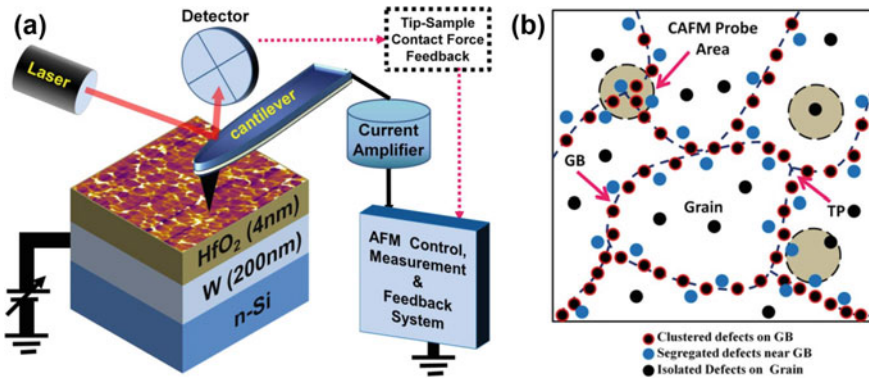 (a)
Detector
Laser
cantilever
Tip-Sample
Contact Force
Feedback
Current
Amplifier
HfO₂ (4nm)
W (200nm)
n-Si
AFM Control,
Measurement
&
Feedback
System
(b)
CAFM Probe
Area
GB
Grain
TP
Clustered defects on GB
Segregated defects near GB
Isolated Defects on Grain